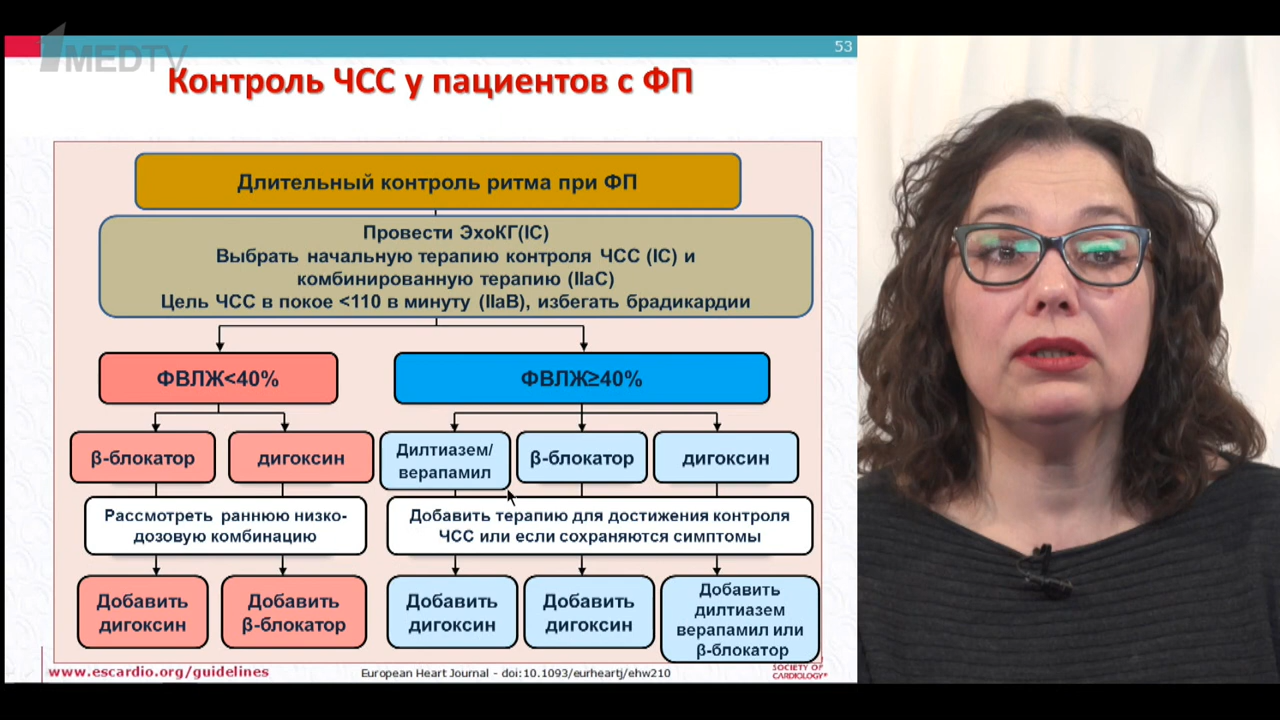 1MEDTV
53
Контроль ЧСС у пациентов с ФП
Длительный контроль ритма при ФП
Провести ЭхоКГ(IC)
Выбрать начальную терапию контроля ЧСС (IC) и
комбинированную терапию (IIaC)
Цель ЧСС в покое <110 в минуту (IIaB), избегать брадикардии
ФВЛЖ<40%
ФВЛЖ≥40%
β-блокатор
дигоксин
Дилтиазем/
верапамил
β-блокатор
дигоксин
Рассмотреть раннюю низко-
дозовую комбинацию
Добавить терапию для достижения контроля
ЧСС или если сохраняются симптомы
Добавить
дигоксин
Добавить
β-блокатор
Добавить
дигоксин
Добавить
дигоксин
Добавить
дилтиазем
верапамил или
β-блокатор
www.escardio.org/guidelines
European Heart Journal - doi:10.1093/eurheartj/ehw210
SOCIETY OF
CARDIOLOGY®